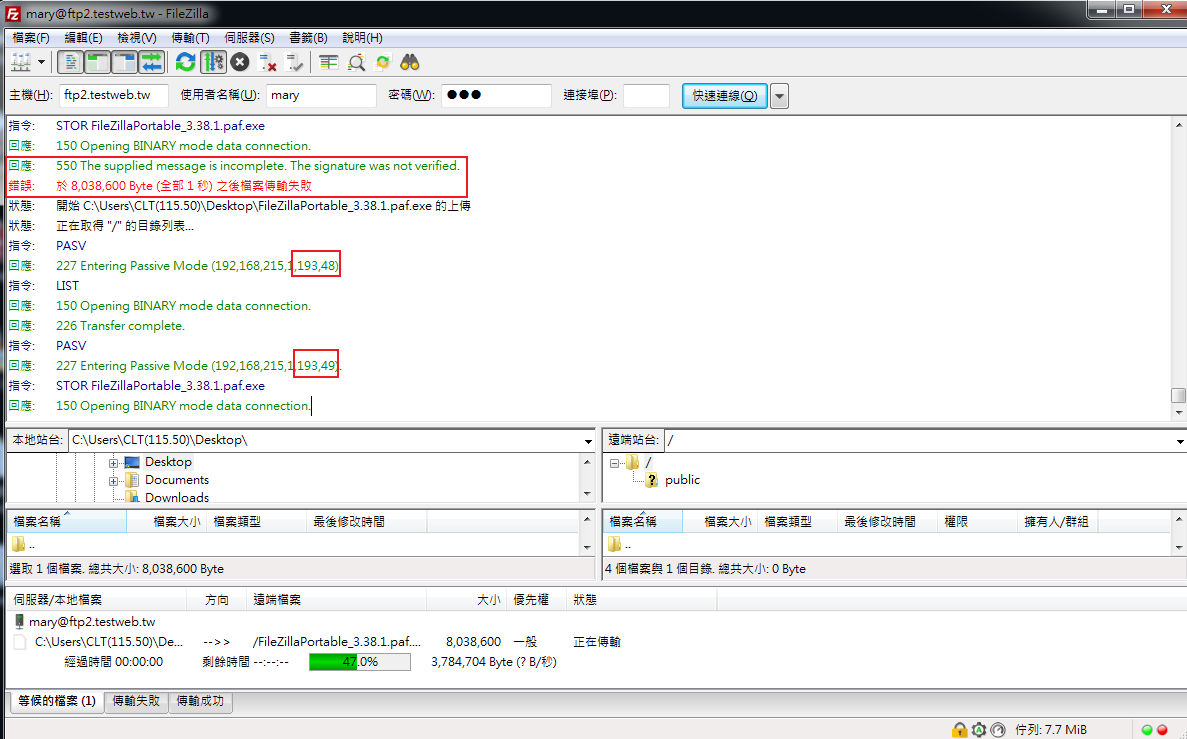 mary@ftp2.testweb.tw - FileZilla
檔案(F) 編輯(E) 檢視(V) 傳輸(T) 伺服器(S) 書籤(B) 說明(H)
主機(H): ftp2.testweb.tw 使用者名稱(U): mary 密碼(W): ●●● 連接埠(P): 快速連線(Q)
指令: STOR FileZillaPortable_3.38.1.paf.exe
回應: 150 Opening BINARY mode data connection.
回應: 550 The supplied message is incomplete. The signature was not verified.
錯誤: 於 8,038,600 Byte (全部 1 秒) 之後檔案傳輸失敗
狀態: 開始 C:\Users\CLT(115.50)\Desktop\FileZillaPortable_3.38.1.paf.exe 的上傳
狀態: 正在取得 "/" 的目錄列表...
指令: PASV
回應: 227 Entering Passive Mode (192,168,215,1,193,48)
指令: LIST
回應: 150 Opening BINARY mode data connection.
回應: 226 Transfer complete.
指令: PASV
回應: 227 Entering Passive Mode (192,168,215,1,193,49).
指令: STOR FileZillaPortable_3.38.1.paf.exe
回應: 150 Opening BINARY mode data connection.
本地站台: C:\Users\CLT(115.50)\Desktop\
Desktop
Documents
Downloads
檔案名稱 檔案大小 檔案類型 最後修改時間
..
選取 1 個檔案. 總共大小: 8,038,600 Byte
遠端站台: /
/
? public
檔案名稱 檔案大小 檔案類型 最後修改時間 權限 擁有人/群組
..
4 個檔案與 1 個目錄. 總共大小: 0 Byte
伺服器/本地檔案 方向 遠端檔案 大小 優先權 狀態
mary@ftp2.testweb.tw
C:\Users\CLT(115.50)\De... -->> /FileZillaPortable_3.38.1.paf.... 8,038,600 一般 正在傳輸
經過時間 00:00:00 剩餘時間 --:--:-- 47.0% 3,784,704 Byte (? B/秒)
等候的檔案 (1) 傳輸失敗 傳輸成功
佇列: 7.7 MiB